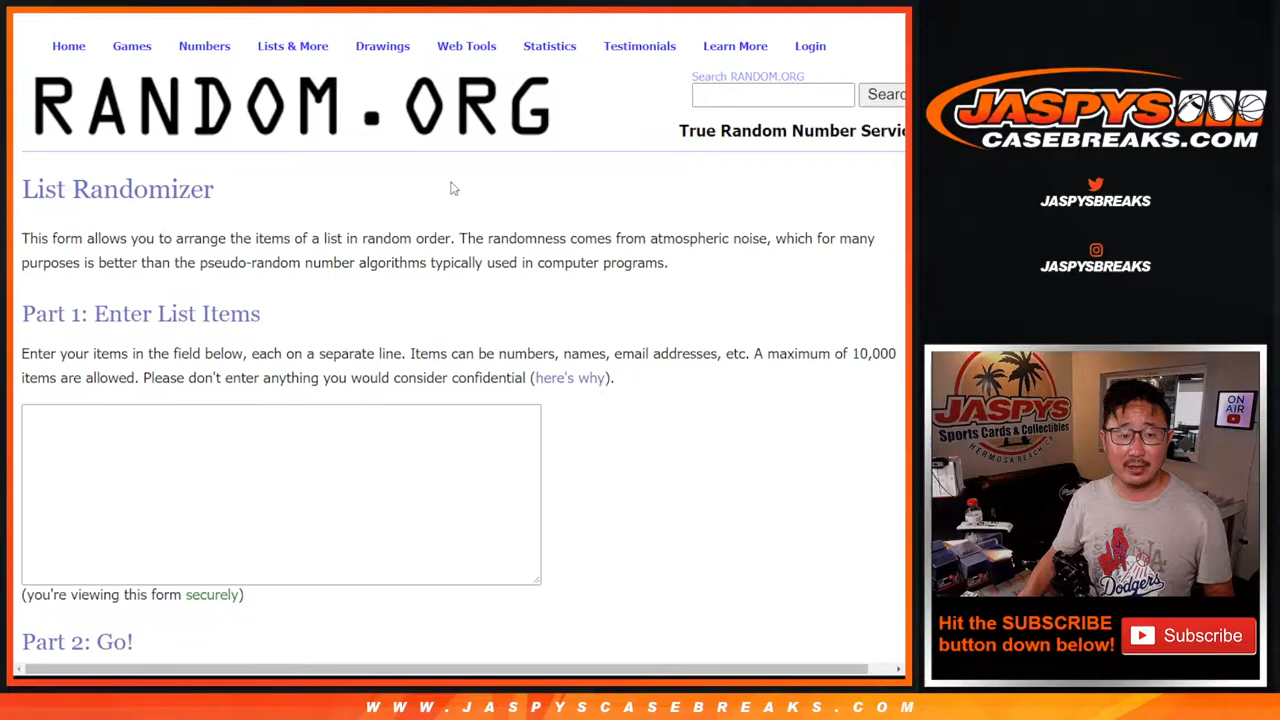 Home Games Numbers Lists & More Drawings Web Tools Statistics Testimonials Learn More Login
RANDOM.ORG
Search RANDOM.ORG
Searc
True Random Number Servic
List Randomizer
This form allows you to arrange the items of a list in random order. The randomness comes from atmospheric noise, which for many
purposes is better than the pseudo-random number algorithms typically used in computer programs.
Part 1: Enter List Items
Enter your items in the field below, each on a separate line. Items can be numbers, names, email addresses, etc. A maximum of 10,000
items are allowed. Please don't enter anything you would consider confidential (here's why).
(you're viewing this form securely)
Part 2: Go!
JASPYS
CASEBREAKS.COM
JASPYSBREAKS
JASPYSBREAKS
JASPYS
Sports Cards & Collectibles
HERMOSA BEACH, CA
ON
AIR
Dodgers
Hit the SUBSCRIBE
button down below!
Subscribe
WWW.JASPYSCASEBREAKS.COM